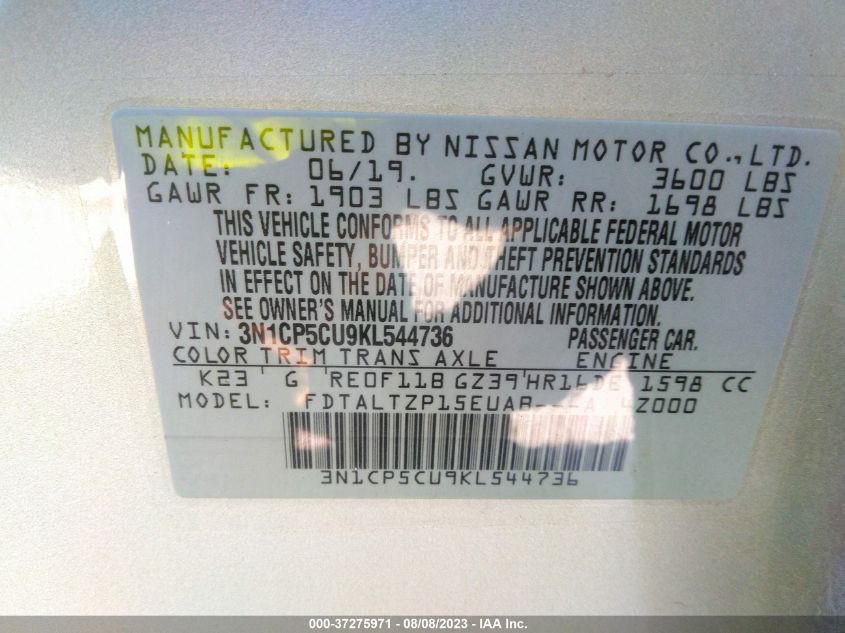 MANUFACTURED BY NISSAN MOTOR CO., LTD.
DATE: 06/19. GVWR: 3600 LBS
GAWR FR: 1903 LBS GAWR RR: 1698 LBS
THIS VEHICLE CONFORMS TO ALL APPLICABLE FEDERAL MOTOR
VEHICLE SAFETY, BUMPER AND THEFT PREVENTION STANDARDS
IN EFFECT ON THE DATE OF MANUFACTURE SHOWN ABOVE.
SEE OWNER'S MANUAL FOR ADDITIONAL INFORMATION.
VIN: 3N1CP5CU9KL544736 PASSENGER CAR.
COLOR TRIM TRANS AXLE ENGINE
K23 G RE0F11B GZ39 HR16DE 1598 CC
MODEL: FDTALTZP15EUAB---A 4Z000
3N1CP5CU9KL544736
000-37275971 - 08/08/2023 - IAA Inc.